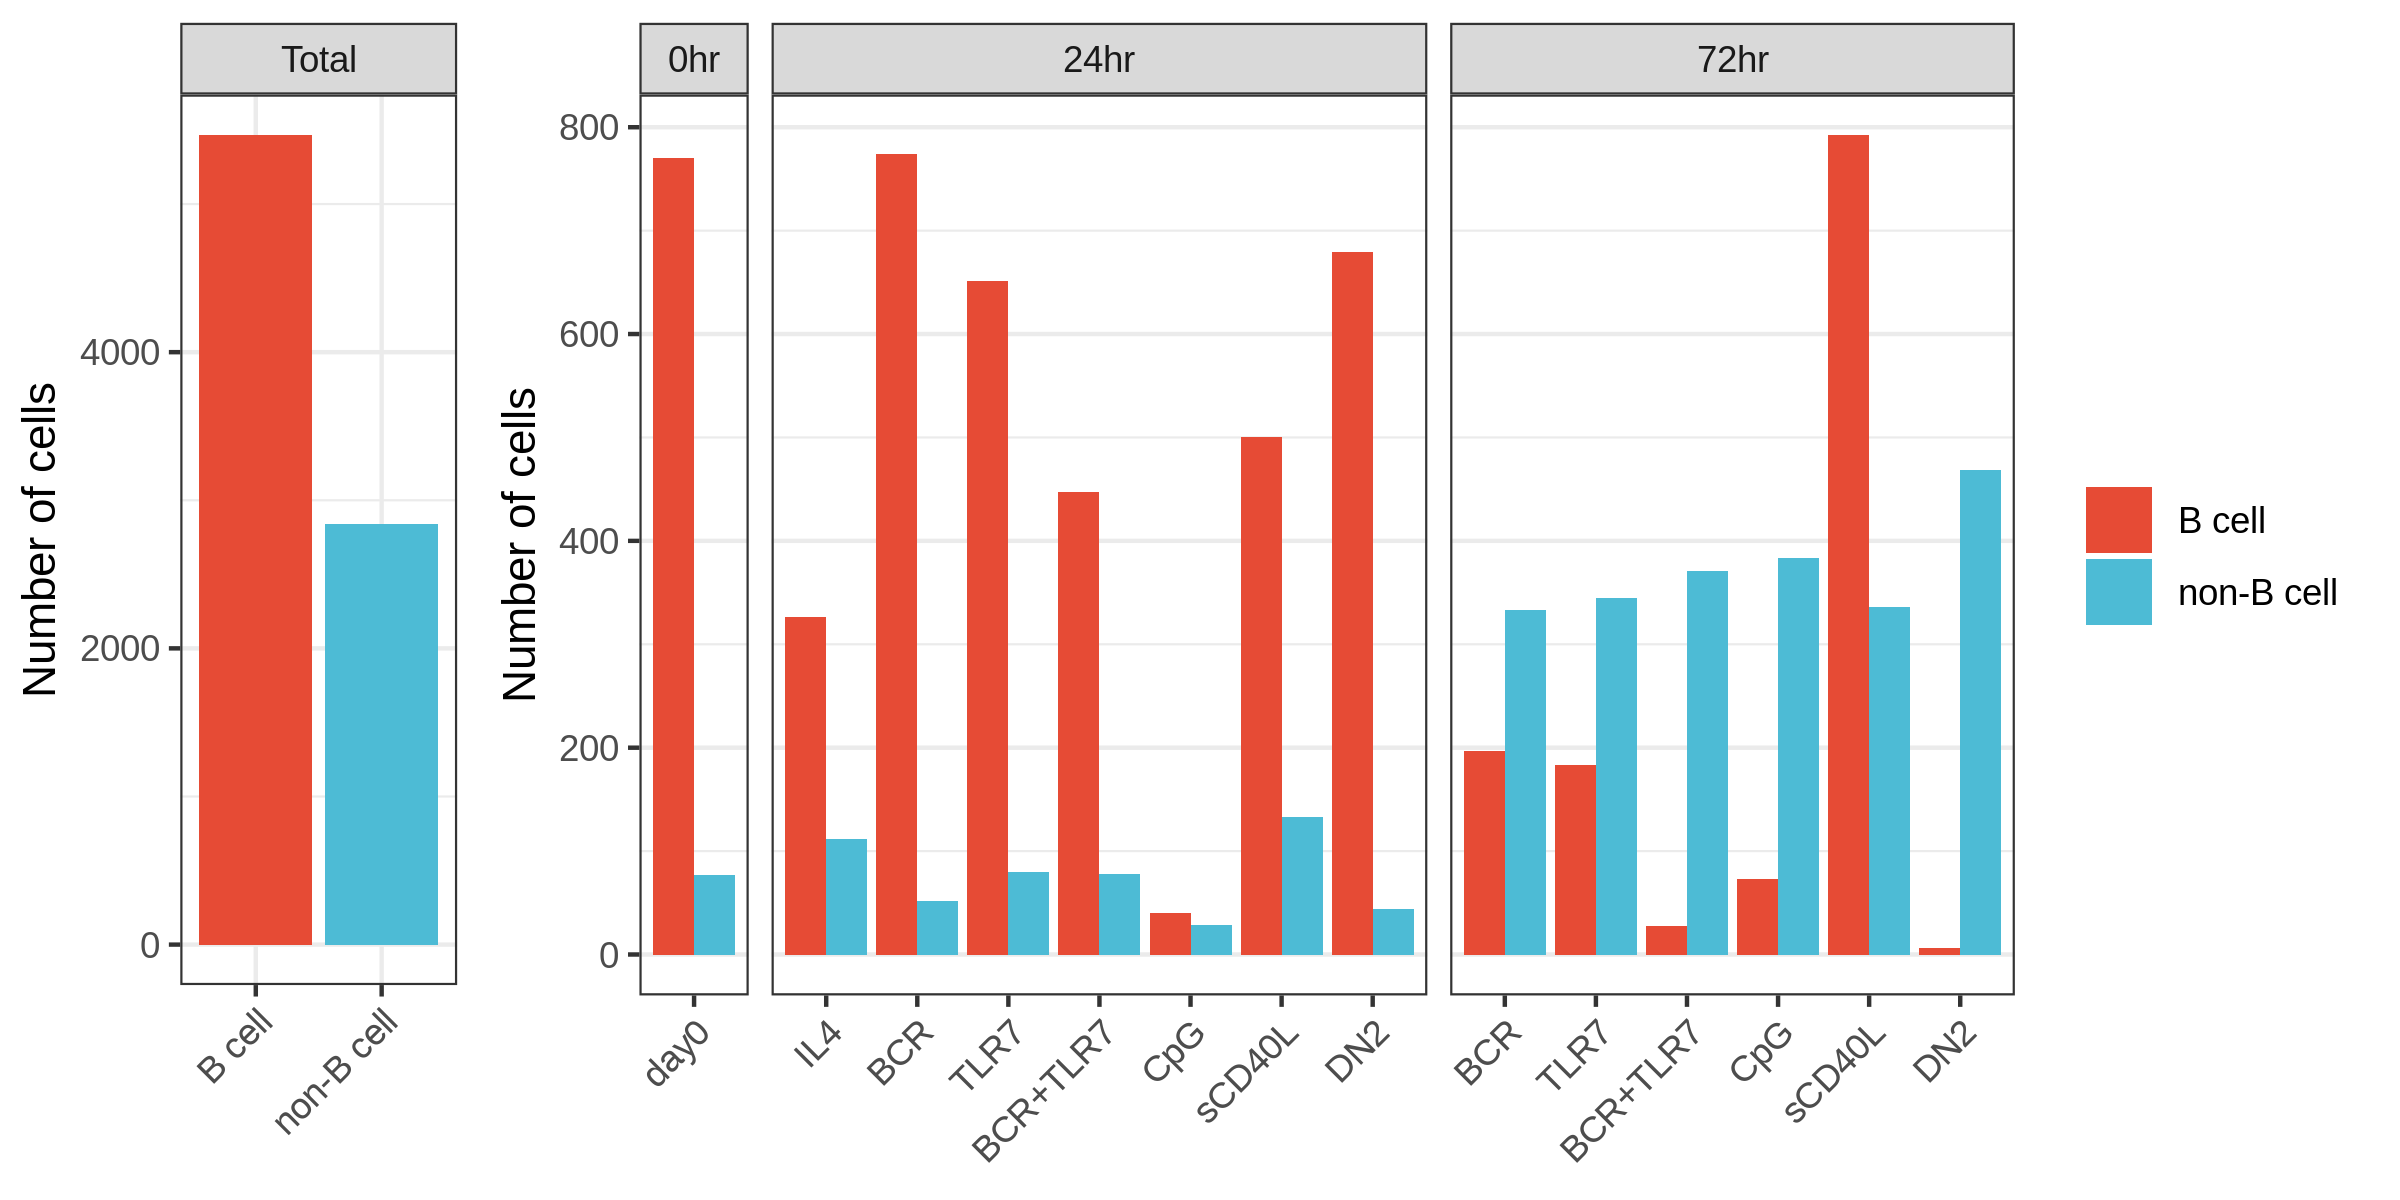 Total
0hr
24hr
72hr
Number of cells
4000
2000
0
B cell
non-B cell
Number of cells
800
600
400
200
0
day0
IL4
BCR
TLR7
BCR+TLR7
CpG
sCD40L
DN2
BCR
TLR7
BCR+TLR7
CpG
sCD40L
DN2
B cell
non-B cell